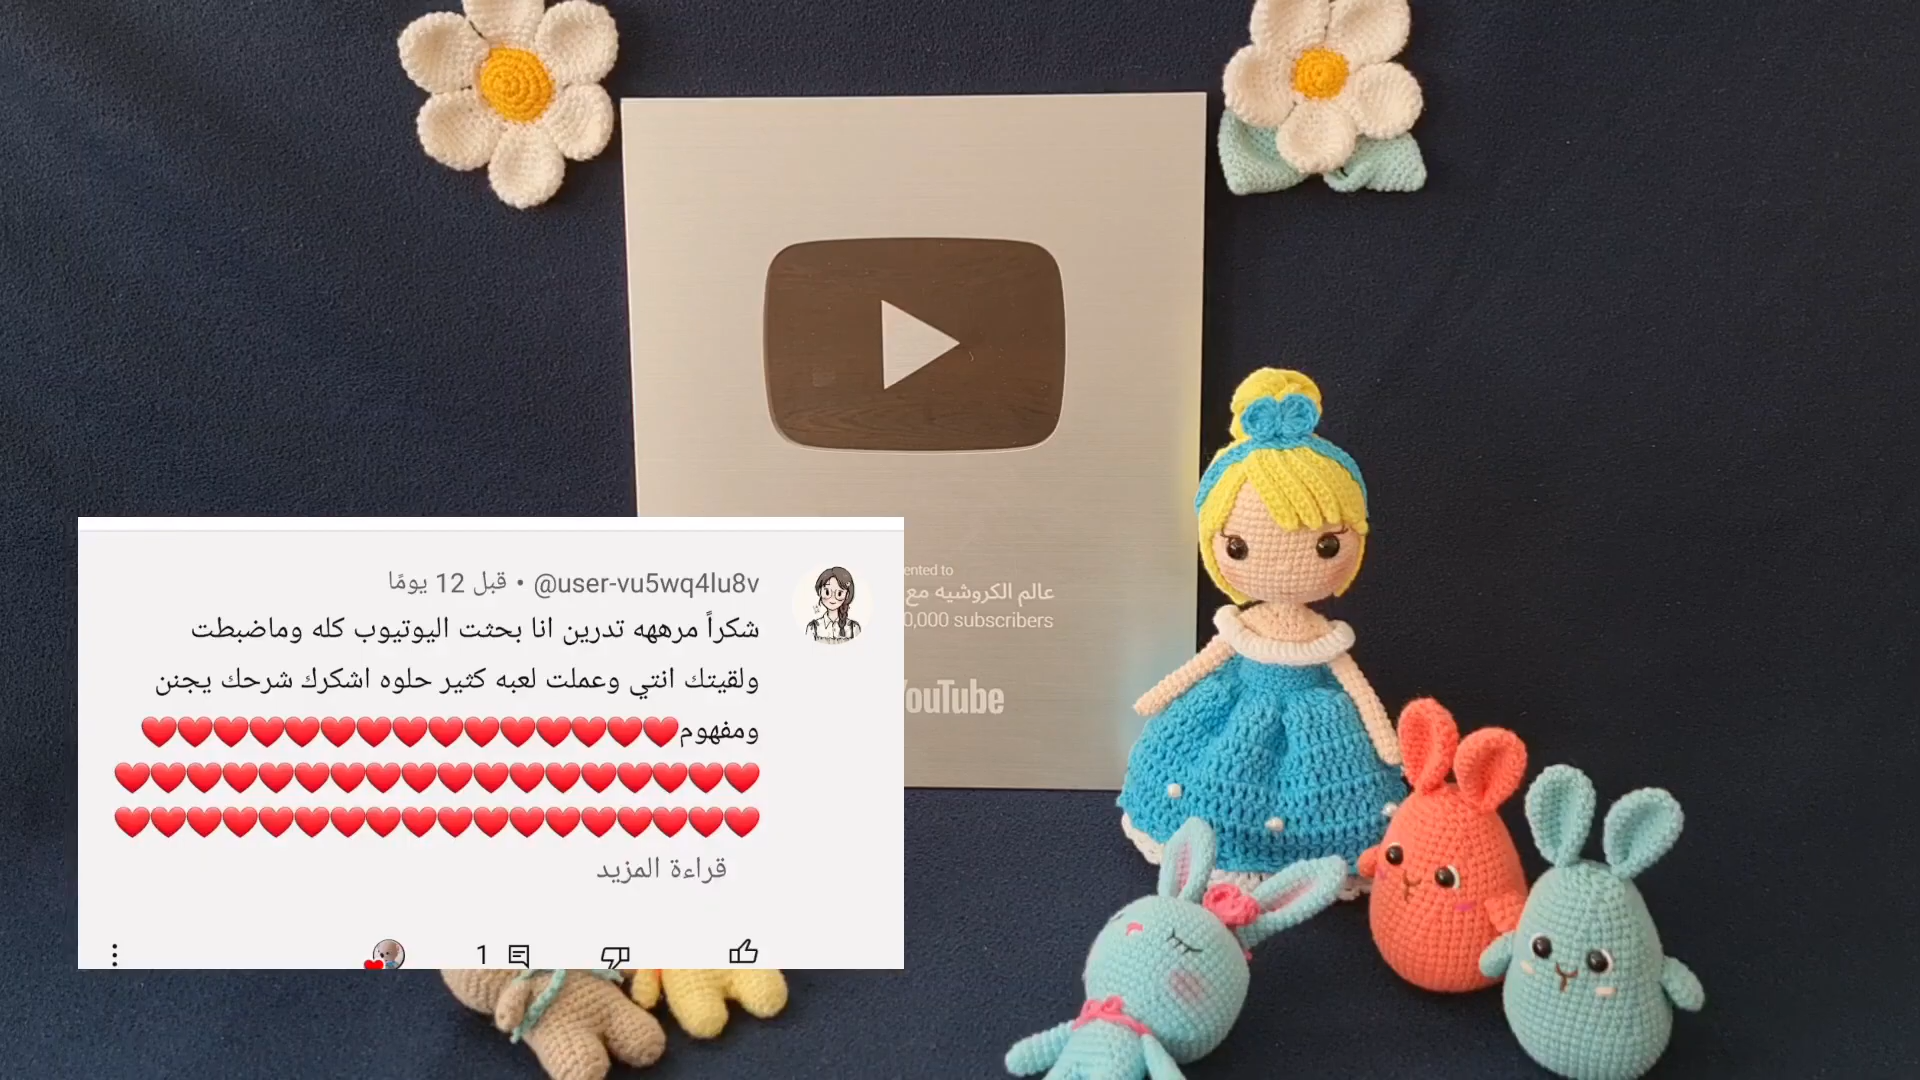 ented to
عالم الكروشيه مع
0,000 subscribers
YouTube
@user-vu5wq4lu8v • قبل 12 يومًا
شكراً مرههه تدرين انا بحثت اليوتيوب كله وماضبطت
ولقيتك انتي وعملت لعبه كثير حلوه اشكرك شرحك يجنن
ومفهوم❤️❤️❤️❤️❤️❤️❤️❤️❤️❤️❤️❤️❤️❤️❤️
❤️❤️❤️❤️❤️❤️❤️❤️❤️❤️❤️❤️❤️❤️❤️❤️❤️❤️
❤️❤️❤️❤️❤️❤️❤️❤️❤️❤️❤️❤️❤️❤️❤️❤️❤️❤️
قراءة المزيد
1